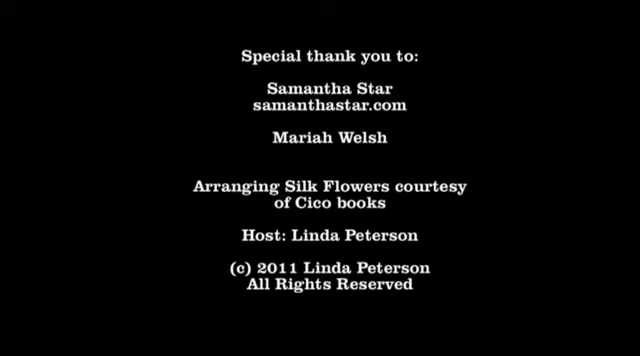 Special thank you to:
Samantha Star
samanthastar.com
Mariah Welsh
Arranging Silk Flowers courtesy
of Cico books
Host: Linda Peterson
(c) 2011 Linda Peterson
All Rights Reserved